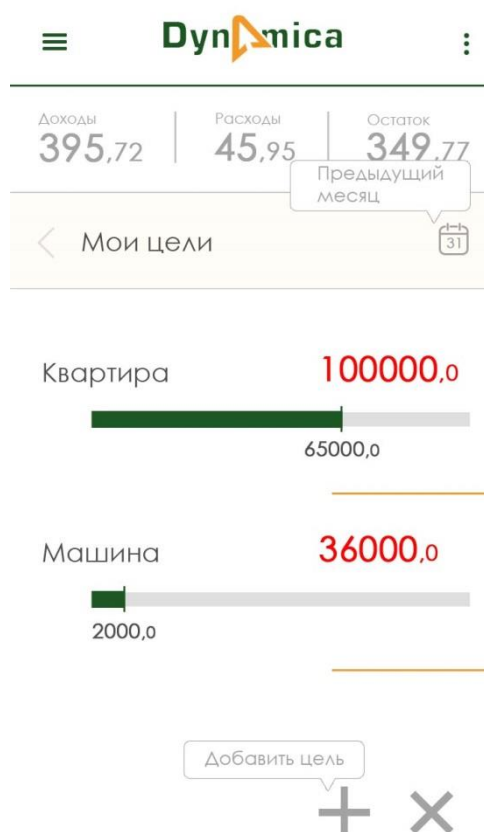 Dynamica
Доходы Расходы Остаток
395,72 45,95 349,77
Предыдущий
месяц
Мои цели
31
Квартира 100000,0
65000,0
Машина 36000,0
2000,0
Добавить цель